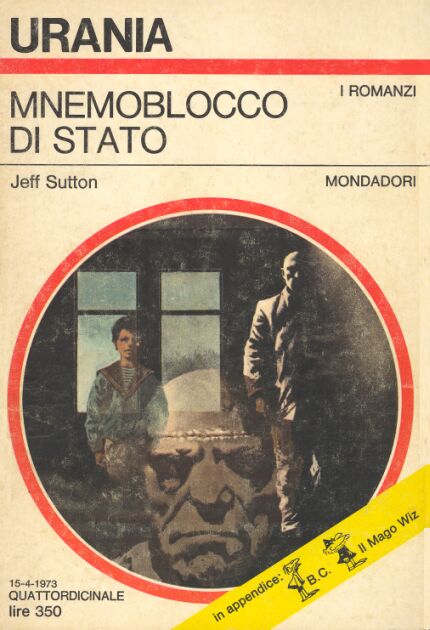 URANIA
I ROMANZI
MNEMOBLOCCO
DI STATO
Jeff Sutton
MONDADORI
15-4-1973
QUATTORDICINALE
lire 350
in appendice: B.C. Il Mago Wiz